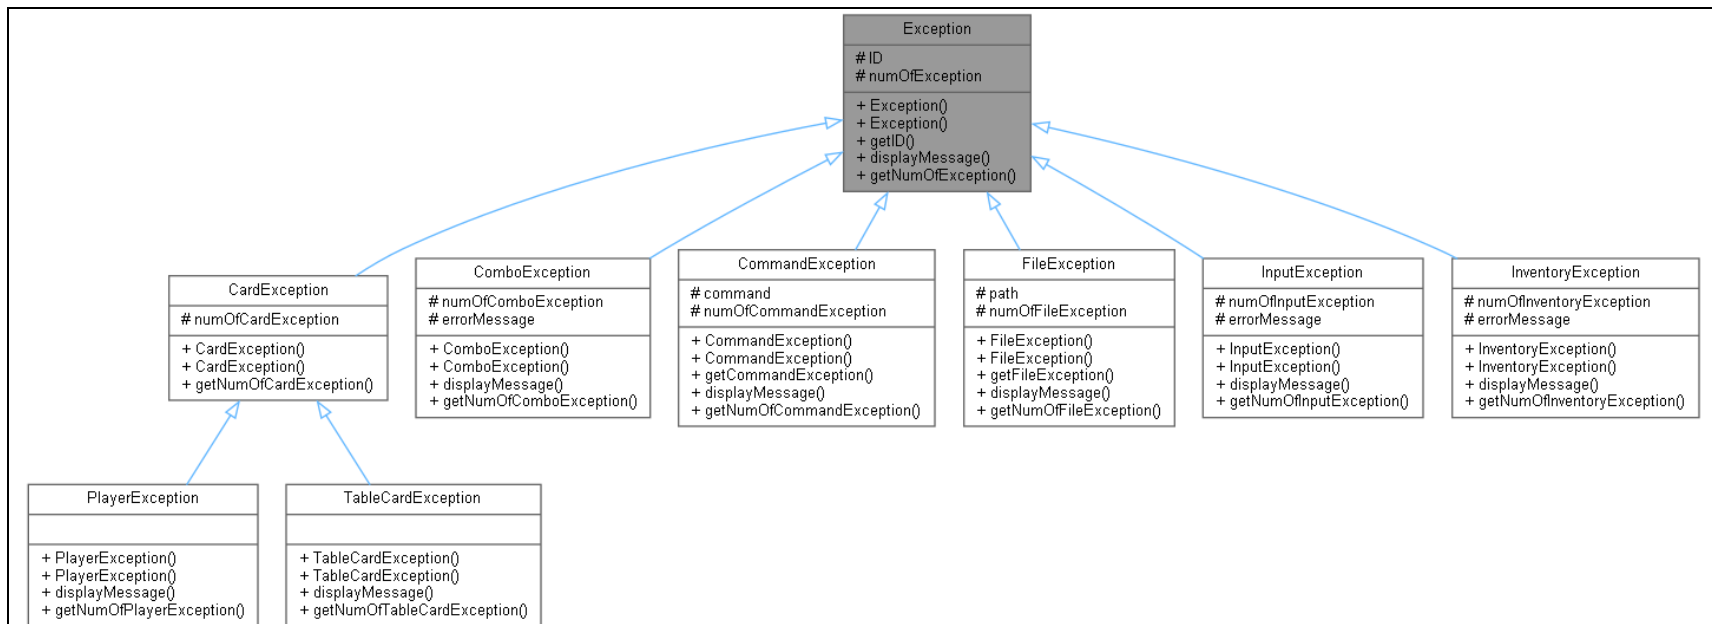 Exception
# ID
# numOfException
+ Exception()
+ Exception()
+ getID()
+ displayMessage()
+ getNumOfException()
CardException
# numOfCardException
+ CardException()
+ CardException()
+ getNumOfCardException()
ComboException
# numOfComboException
# errorMessage
+ ComboException()
+ ComboException()
+ displayMessage()
+ getNumOfComboException()
CommandException
# command
# numOfCommandException
+ CommandException()
+ CommandException()
+ getCommandException()
+ displayMessage()
+ getNumOfCommandException()
FileException
# path
# numOfFileException
+ FileException()
+ FileException()
+ getFileException()
+ displayMessage()
+ getNumOfFileException()
InputException
# numOfInputException
# errorMessage
+ InputException()
+ InputException()
+ displayMessage()
+ getNumOfInputException()
InventoryException
# numOfInventoryException
# errorMessage
+ InventoryException()
+ InventoryException()
+ displayMessage()
+ getNumOfInventoryException()
PlayerException
+ PlayerException()
+ PlayerException()
+ displayMessage()
+ getNumOfPlayerException()
TableCardException
+ TableCardException()
+ TableCardException()
+ displayMessage()
+ getNumOfTableCardException()